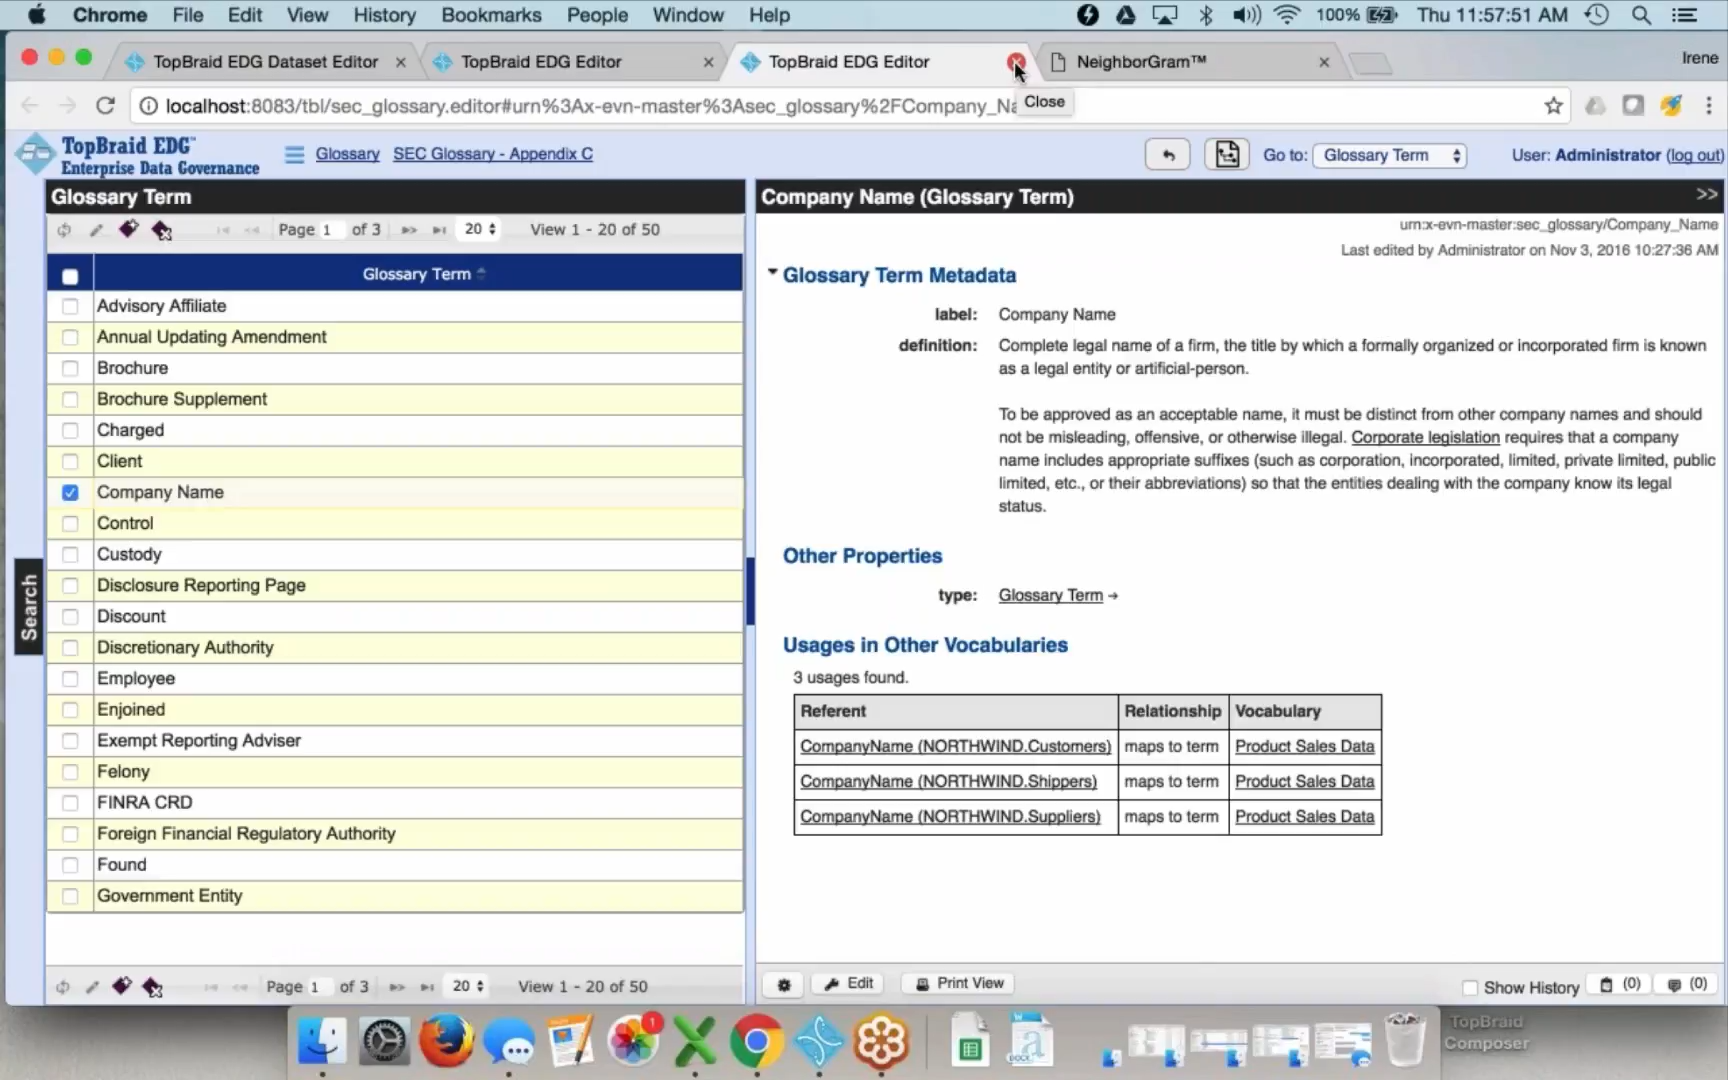 Chrome File Edit View History Bookmarks People Window Help 100% Thu 11:57:51 AM
TopBraid EDG Dataset Editor TopBraid EDG Editor TopBraid EDG Editor NeighborGram™ Irene
localhost:8083/tbl/sec_glossary.editor#urn%3Ax-evn-master%3Asec_glossary%2FCompany_Na
Close
TopBraid EDG™
Enterprise Data Governance
Glossary SEC Glossary - Appendix C
Go to: Glossary Term User: Administrator (log out)
Glossary Term
Page 1 of 3 20 View 1 - 20 of 50
Glossary Term
Advisory Affiliate
Annual Updating Amendment
Brochure
Brochure Supplement
Charged
Client
Company Name
Control
Custody
Disclosure Reporting Page
Discount
Discretionary Authority
Employee
Enjoined
Exempt Reporting Adviser
Felony
FINRA CRD
Foreign Financial Regulatory Authority
Found
Government Entity
Page 1 of 3 20 View 1 - 20 of 50
Search
Company Name (Glossary Term) >>
urn:x-evn-master:sec_glossary/Company_Name
Last edited by Administrator on Nov 3, 2016 10:27:36 AM
Glossary Term Metadata
label: Company Name
definition: Complete legal name of a firm, the title by which a formally organized or incorporated firm is known
as a legal entity or artificial-person.
To be approved as an acceptable name, it must be distinct from other company names and should
not be misleading, offensive, or otherwise illegal. Corporate legislation requires that a company
name includes appropriate suffixes (such as corporation, incorporated, limited, private limited, public
limited, etc., or their abbreviations) so that the entities dealing with the company know its legal
status.
Other Properties
type: Glossary Term →
Usages in Other Vocabularies
3 usages found.
Referent Relationship Vocabulary
CompanyName (NORTHWIND.Customers) maps to term Product Sales Data
CompanyName (NORTHWIND.Shippers) maps to term Product Sales Data
CompanyName (NORTHWIND.Suppliers) maps to term Product Sales Data
Edit Print View Show History (0) (0)
1
TopBraid
Composer